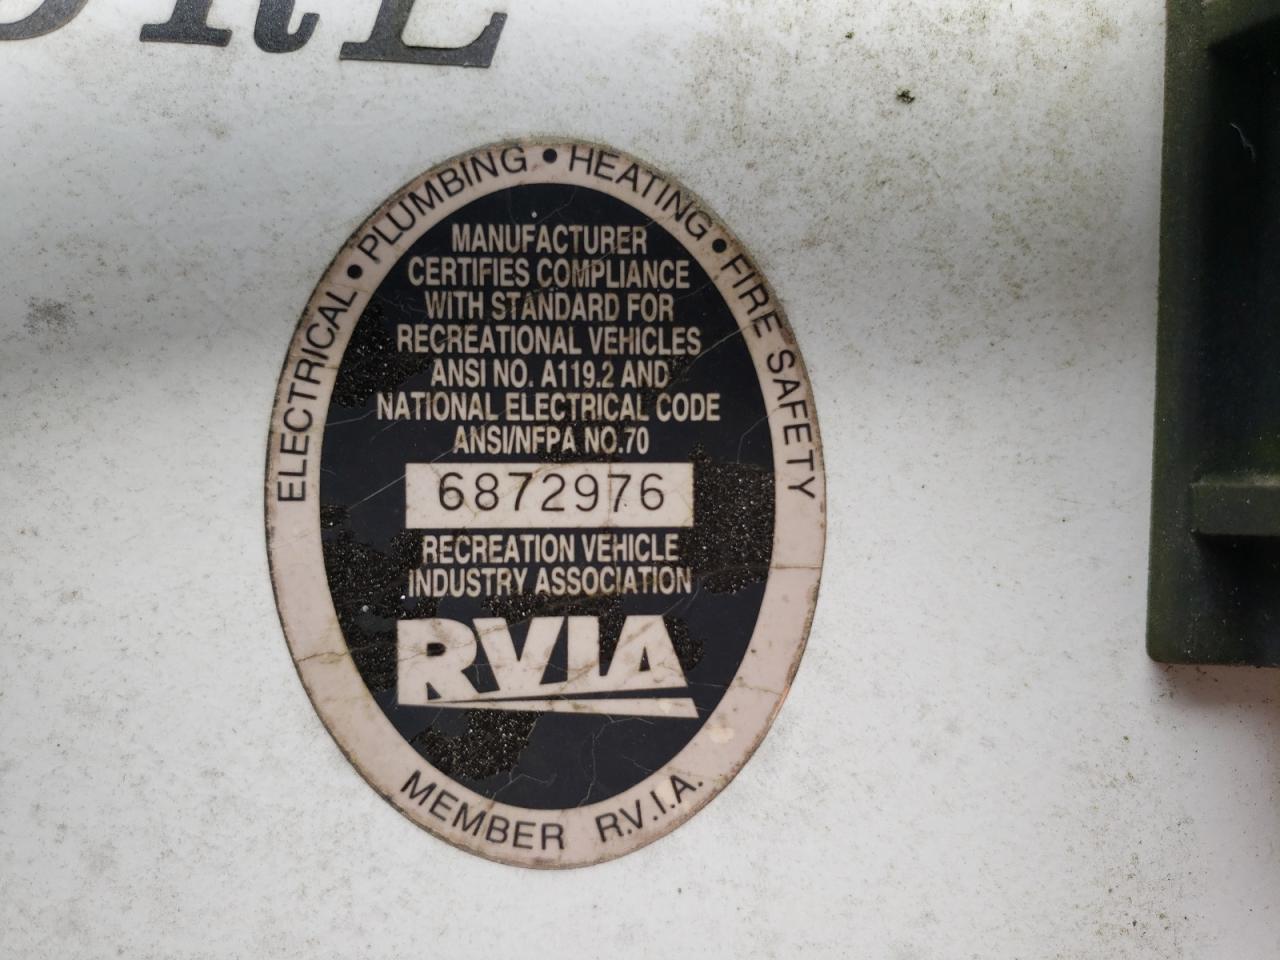 ELECTRICAL • PLUMBING • HEATING • FIRE SAFETY
MANUFACTURER
CERTIFIES COMPLIANCE
WITH STANDARD FOR
RECREATIONAL VEHICLES
ANSI NO. A119.2 AND
NATIONAL ELECTRICAL CODE
ANSI/NFPA NO.70
6872976
RECREATION VEHICLE
INDUSTRY ASSOCIATION
RVIA
MEMBER R.V.I.A.